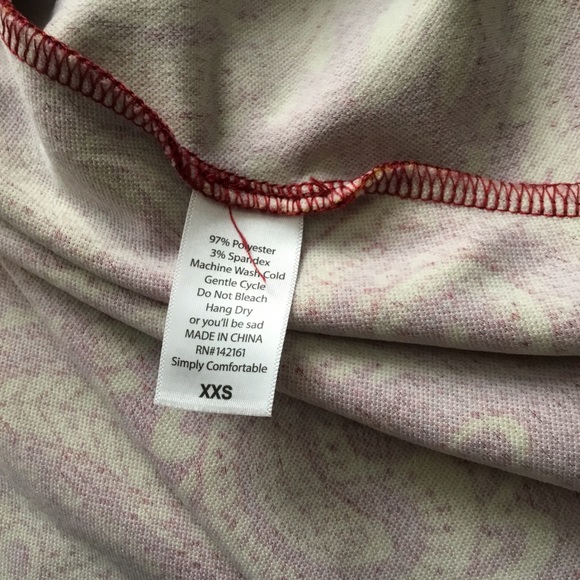 97% Polyester
3% Spandex
Machine Wash Cold
Gentle Cycle
Do Not Bleach
Hang Dry
or you'll be sad
MADE IN CHINA
RN#142161
Simply Comfortable
XXS